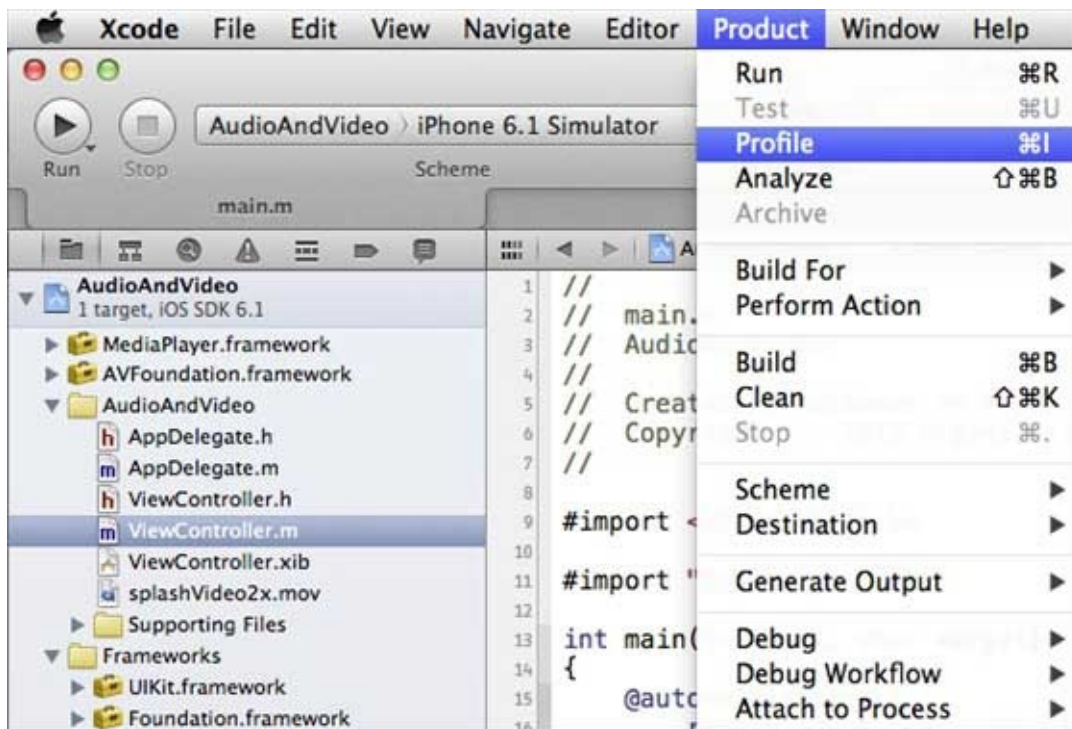 Xcode File Edit View Navigate Editor Product Window Help
AudioAndVideo iPhone 6.1 Simulator
Run Stop Scheme
main.m
AudioAndVideo
1 target, iOS SDK 6.1
MediaPlayer.framework
AVFoundation.framework
AudioAndVideo
AppDelegate.h
AppDelegate.m
ViewController.h
ViewController.m
ViewController.xib
splashVideo2x.mov
Supporting Files
Frameworks
UIKit.framework
Foundation.framework
A
1 //
2 // main.
3 // Audio
4 //
5 // Creat
6 // Copyr
7 //
8
9 #import <
10
11 #import "
12
13 int main(
14 {
15 @auto
16
Run ⌘R
Test ⌘U
Profile ⌘I
Analyze ⇧⌘B
Archive
Build For
Perform Action
Build ⌘B
Clean ⇧⌘K
Stop ⌘.
Scheme
Destination
Generate Output
Debug
Debug Workflow
Attach to Process